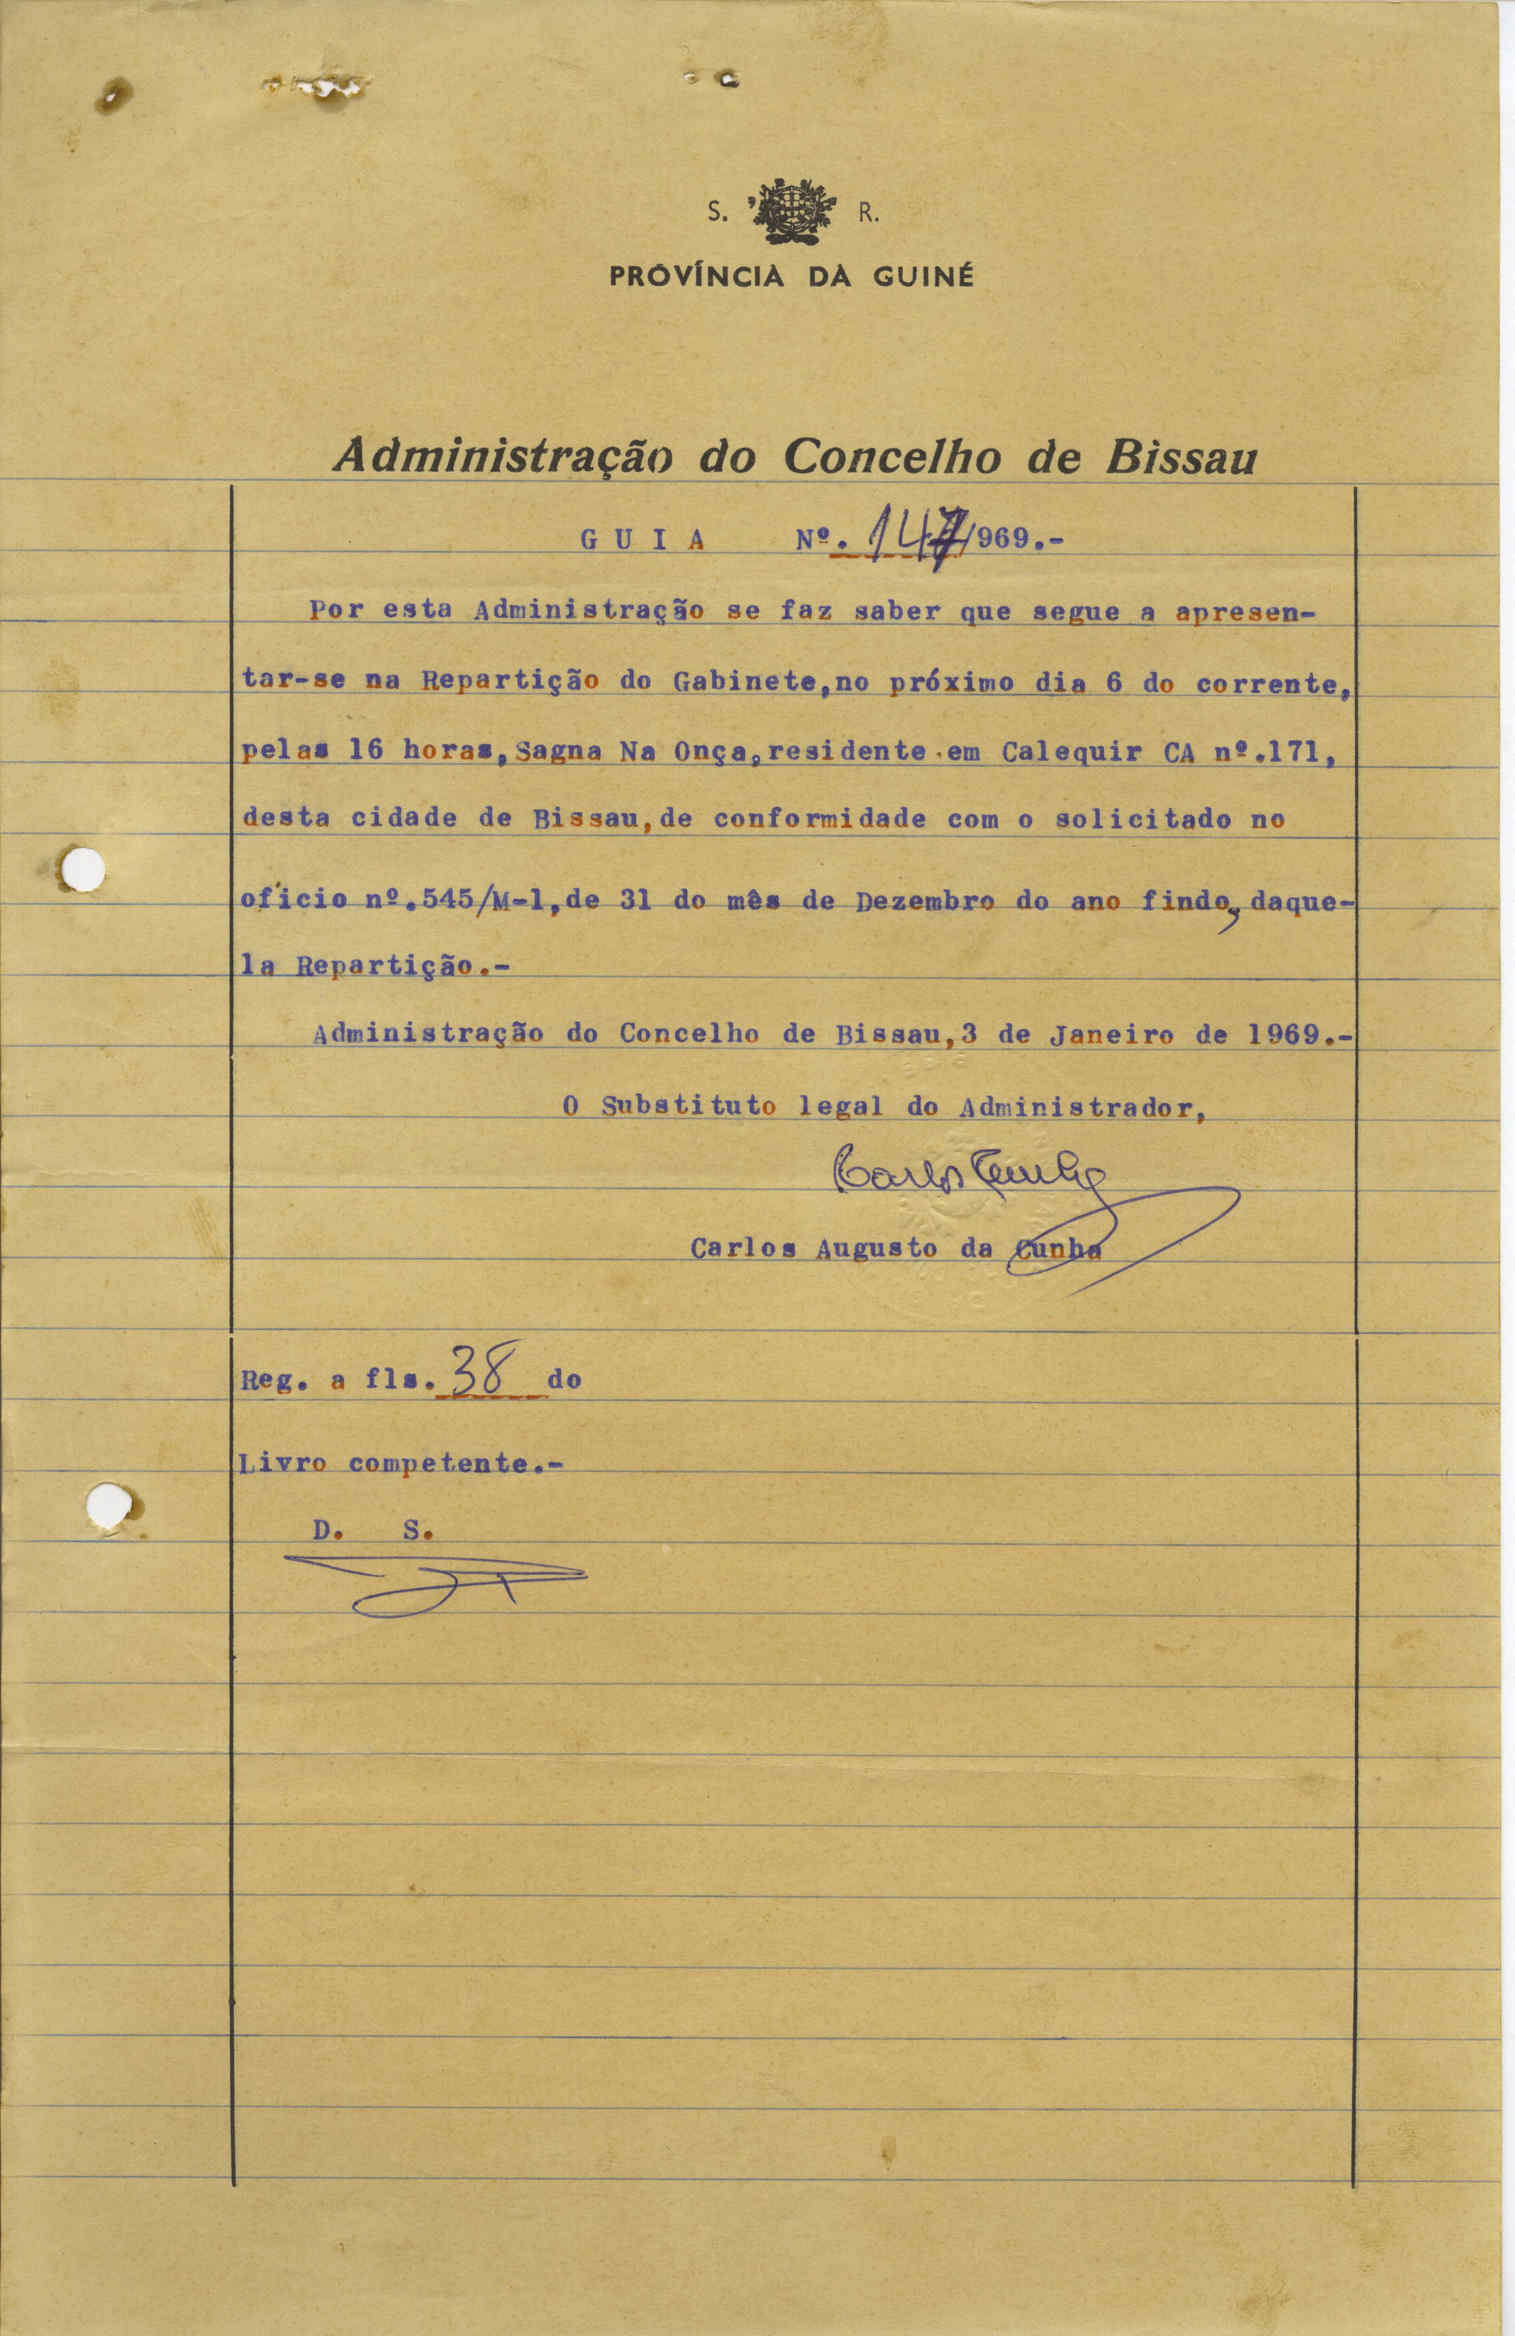 S. R.
PROVÍNCIA DA GUINÉ
Administração do Concelho de Bissau
G U I A Nº. 147/969.-
Por esta Administração se faz saber que segue a apresen-
tar-se na Repartição do Gabinete,no próximo dia 6 do corrente,
pelas 16 horas,Sagna Na Onça,residente em Calequir CA nº.171,
desta cidade de Bissau,de conformidade com o solicitado no
ofício nº.545/M-1,de 31 do mês de Dezembro do ano findo, daque-
la Repartição.-
Administração do Concelho de Bissau,3 de Janeiro de 1969.-
O Substituto legal do Administrador,
Carlos Cunha
Carlos Augusto da Cunha
Reg. a fls. 38 do
Livro competente.-
D. S.